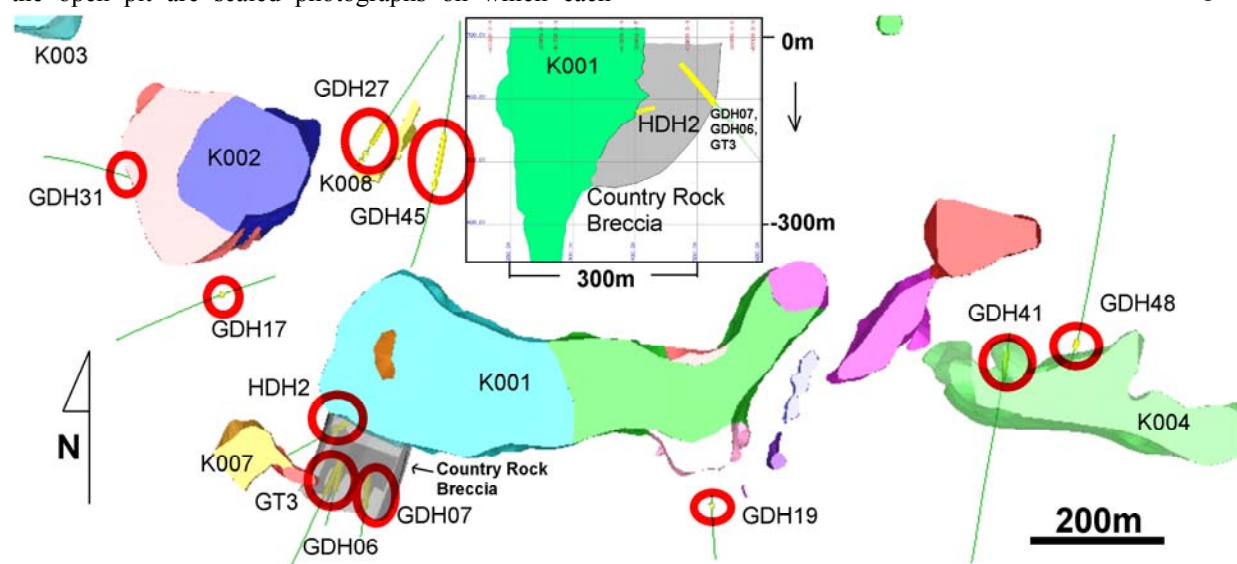 the open pit are scaled photographs on which each
K003
GDH27
K001
0m
K002
HDH2
GDH07,
GDH06,
GT3
K008
GDH31
GDH45
Country Rock
Breccia
-300m
300m
GDH17
GDH41
GDH48
HDH2
K001
K004
N
K007
Country Rock
Breccia
GT3
GDH07
GDH06
GDH19
200m